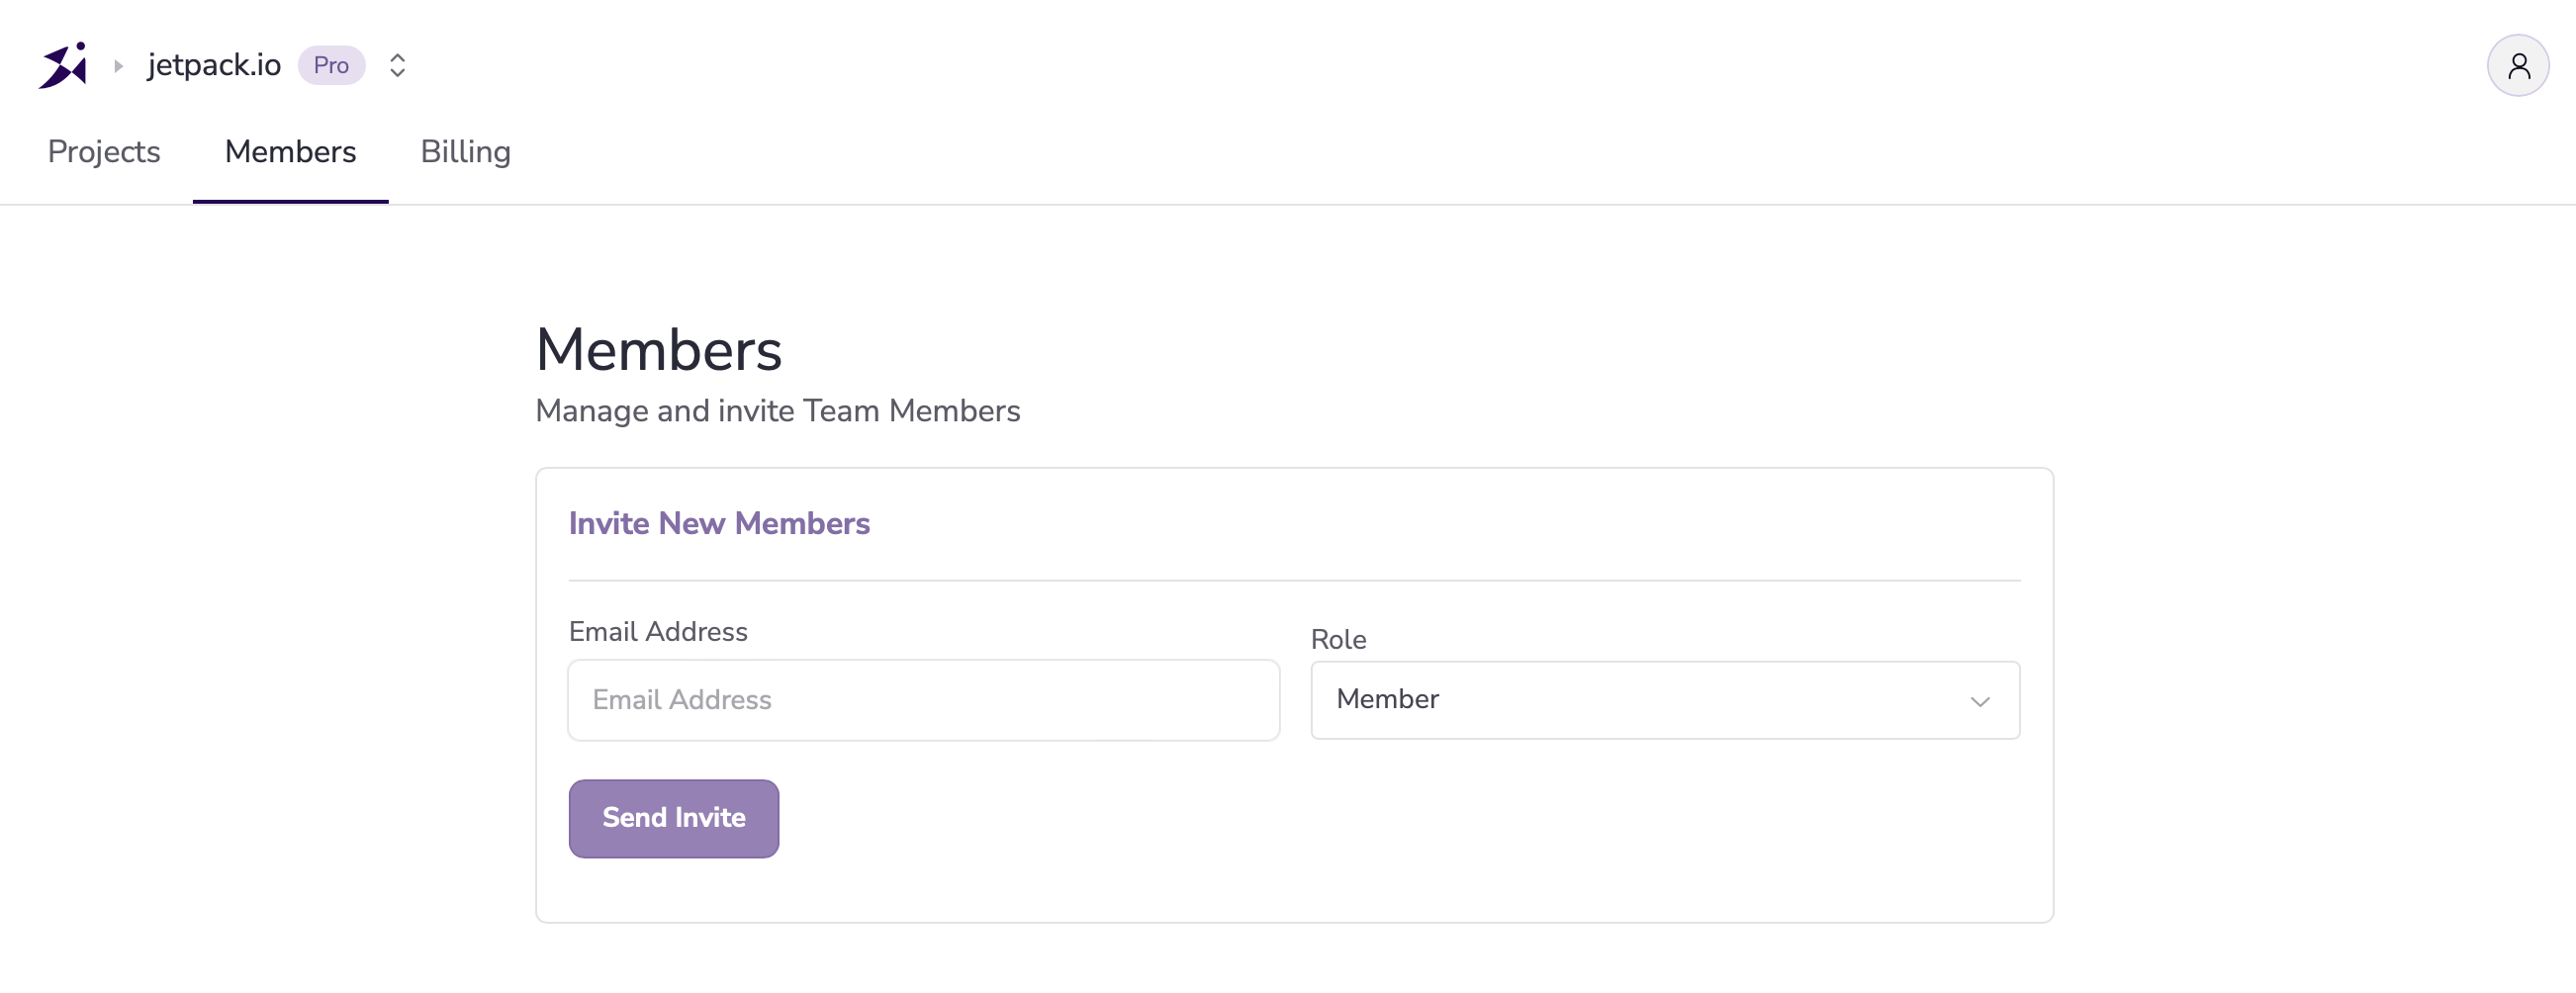 jetpack.io Pro
Projects Members Billing
Members
Manage and invite Team Members
Invite New Members
Email Address
Role
Email Address
Member
Send Invite